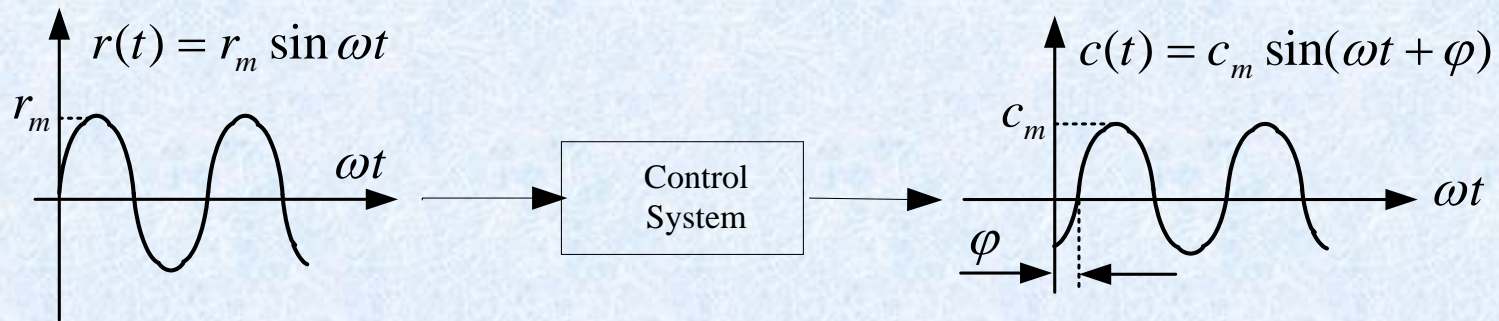 r(t) = r_m sin ωt
r_m
ωt
Control
System
c(t) = c_m sin(ωt + φ)
c_m
ωt
φ